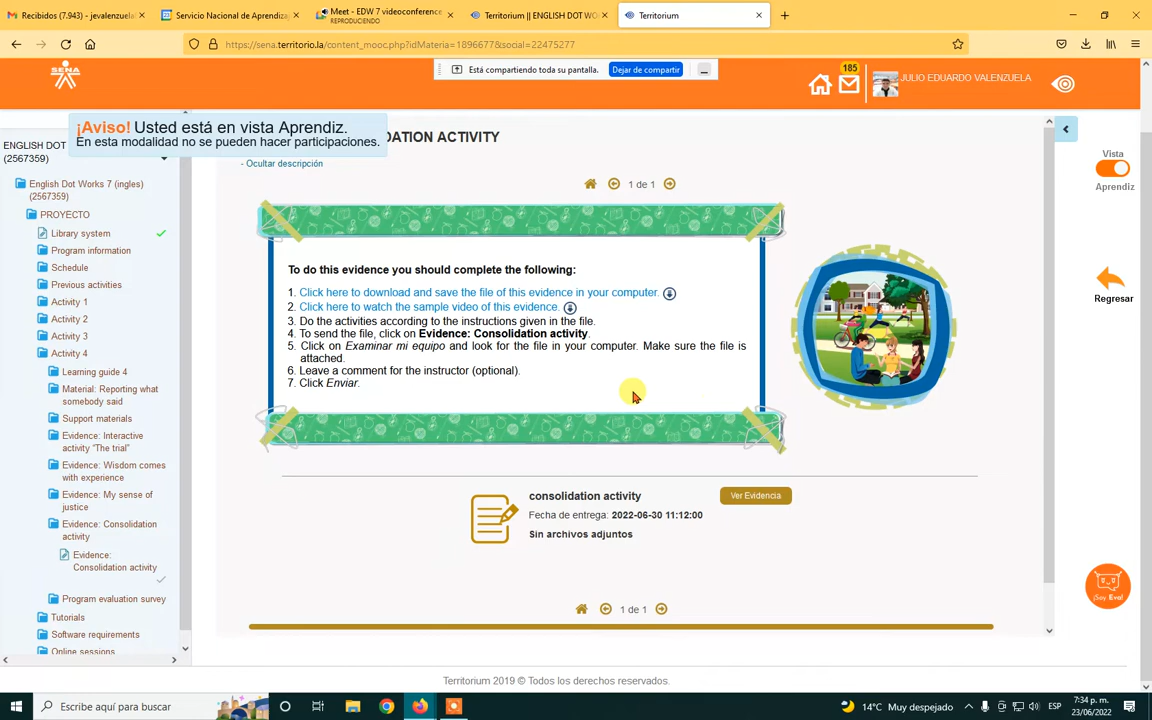 Recibidos (7.943) - jevalenzuela
Servicio Nacional de Aprendiza
Meet - EDW 7 videoconference
REPRODUCIENDO
Territorium || ENGLISH DOT WO
Territorium
https://sena.territorio.la/content_mooc.php?idMateria=1896677&social=22475277
Está compartiendo toda su pantalla.
Dejar de compartir
SENA
185
JULIO EDUARDO VALENZUELA
¡Aviso! Usted está en vista Aprendiz.
En esta modalidad no se pueden hacer participaciones.
ENGLISH DOT
(2567359)
English Dot Works 7 (ingles)
(2567359)
PROYECTO
Library system
Program information
Schedule
Previous activities
Activity 1
Activity 2
Activity 3
Activity 4
Learning guide 4
Material: Reporting what
somebody said
Support materials
Evidence: Interactive
activity "The trial"
Evidence: Wisdom comes
with experience
Evidence: My sense of
justice
Evidence: Consolidation
activity
Evidence:
Consolidation activity
Program evaluation survey
Tutorials
Software requirements
Online sessions
DATION ACTIVITY
- Ocultar descripción
1 de 1
To do this evidence you should complete the following:
1. Click here to download and save the file of this evidence in your computer.
2. Click here to watch the sample video of this evidence.
3. Do the activities according to the instructions given in the file.
4. To send the file, click on Evidence: Consolidation activity.
5. Click on Examinar mi equipo and look for the file in your computer. Make sure the file is
attached.
6. Leave a comment for the instructor (optional).
7. Click Enviar.
consolidation activity
Ver Evidencia
Fecha de entrega: 2022-06-30 11:12:00
Sin archivos adjuntos
1 de 1
Vista
Aprendiz
Regresar
¡Soy Eva!
Territorium 2019 © Todos los derechos reservados.
Escribe aquí para buscar
14°C Muy despejado
ESP
7:34 p. m.
23/06/2022